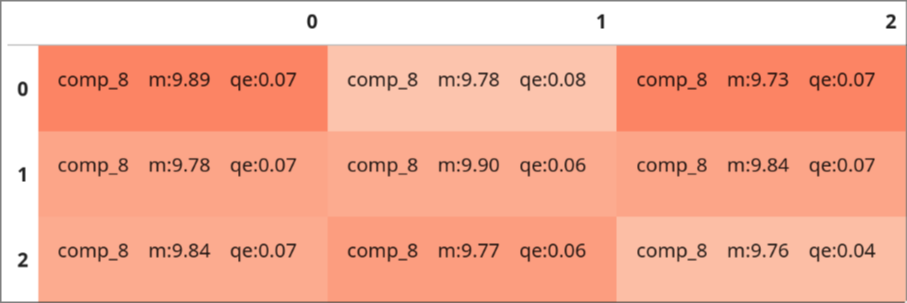 0 1 2
0 comp_8 m:9.89 qe:0.07 comp_8 m:9.78 qe:0.08 comp_8 m:9.73 qe:0.07
1 comp_8 m:9.78 qe:0.07 comp_8 m:9.90 qe:0.06 comp_8 m:9.84 qe:0.07
2 comp_8 m:9.84 qe:0.07 comp_8 m:9.77 qe:0.06 comp_8 m:9.76 qe:0.04